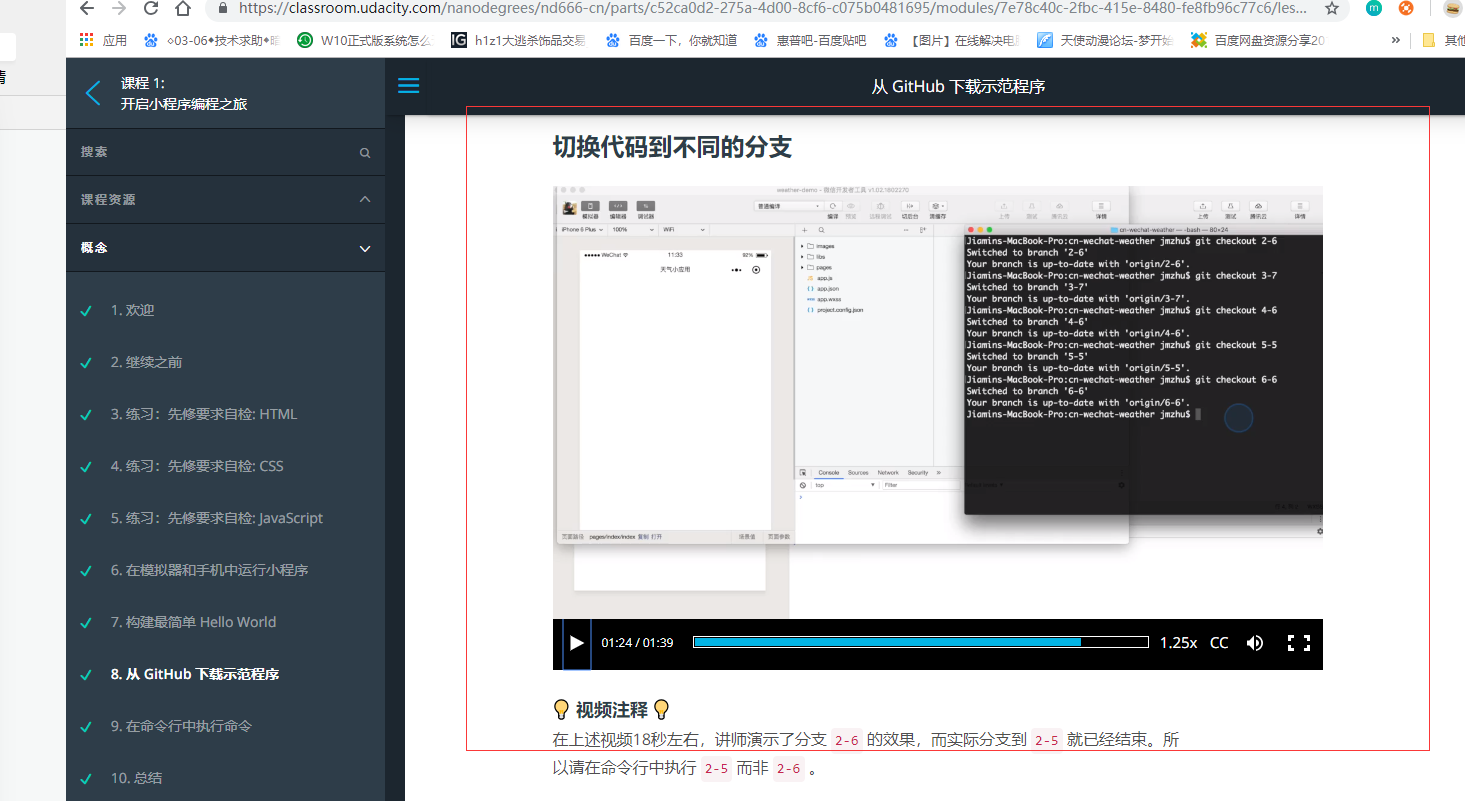 https://classroom.udacity.com/nanodegrees/nd666-cn/parts/c52ca0d2-275a-4d00-8cf6-c075b0481695/modules/7e78c40c-2fbc-415e-8480-fe8fb96c77c6/les...
应用
○03-06*技术求助*
W10正式版系统怎么
h1z1大逃杀饰品交易
百度一下，你就知道
惠普吧-百度贴吧
【图片】在线解决电
天使动漫论坛-梦开始
百度网盘资源分享20
»
其他
情
课程 1:
开启小程序编程之旅
搜索
课程资源
概念
1. 欢迎
2. 继续之前
3. 练习：先修要求自检: HTML
4. 练习：先修要求自检: CSS
5. 练习：先修要求自检: JavaScript
6. 在模拟器和手机中运行小程序
7. 构建最简单 Hello World
8. 从 GitHub 下载示范程序
9. 在命令行中执行命令
10. 总结
从 GitHub 下载示范程序
切换代码到不同的分支
weather-demo - 微信开发者工具 v1.02.1802270
模拟器 编辑器 调试器
普通编译
编译 预览 远程调试 切后台 清缓存
上传 测试 腾讯云 详情
上传 测试 腾讯云 详情
iPhone 6 Plus 100% WiFi
WeChat 11:33 92%
天气小应用
images
libs
pages
app.js
app.json
app.wxss
project.config.json
Console Sources Network Security »
top Filter
页面路径 pages/index/index 复制 打开 场景值 页面参数
cn-wechat-weather — -bash — 80×24
Jiamins-MacBook-Pro:cn-wechat-weather jmzhu$ git checkout 2-6
Switched to branch '2-6'
Your branch is up-to-date with 'origin/2-6'.
Jiamins-MacBook-Pro:cn-wechat-weather jmzhu$ git checkout 3-7
Switched to branch '3-7'
Your branch is up-to-date with 'origin/3-7'.
Jiamins-MacBook-Pro:cn-wechat-weather jmzhu$ git checkout 4-6
Switched to branch '4-6'
Your branch is up-to-date with 'origin/4-6'.
Jiamins-MacBook-Pro:cn-wechat-weather jmzhu$ git checkout 5-5
Switched to branch '5-5'
Your branch is up-to-date with 'origin/5-5'.
Jiamins-MacBook-Pro:cn-wechat-weather jmzhu$ git checkout 6-6
Switched to branch '6-6'
Your branch is up-to-date with 'origin/6-6'.
Jiamins-MacBook-Pro:cn-wechat-weather jmzhu$
01:24 / 01:39
1.25x CC
视频注释
在上述视频18秒左右，讲师演示了分支 2-6 的效果，而实际分支到 2-5 就已经结束。所
以请在命令行中执行 2-5 而非 2-6 。